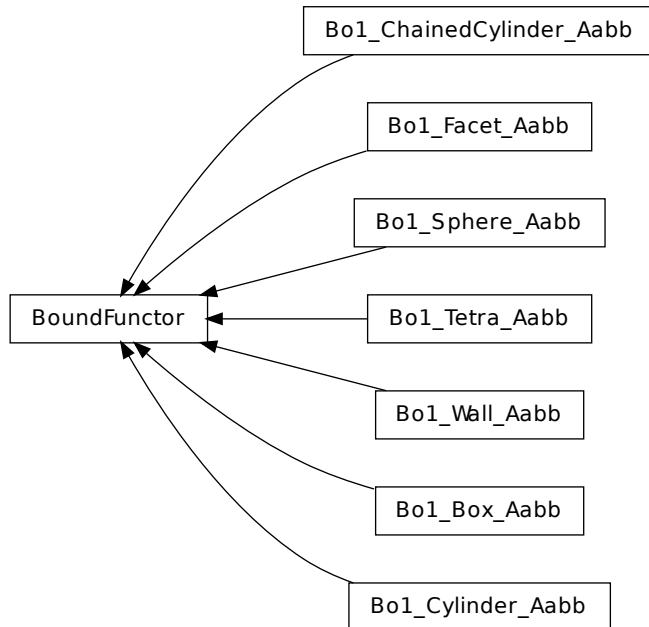 Bo1_ChainedCylinder_Aabb
Bo1_Facet_Aabb
Bo1_Sphere_Aabb
BoundFunctor
Bo1_Tetra_Aabb
Bo1_Wall_Aabb
Bo1_Box_Aabb
Bo1_Cylinder_Aabb